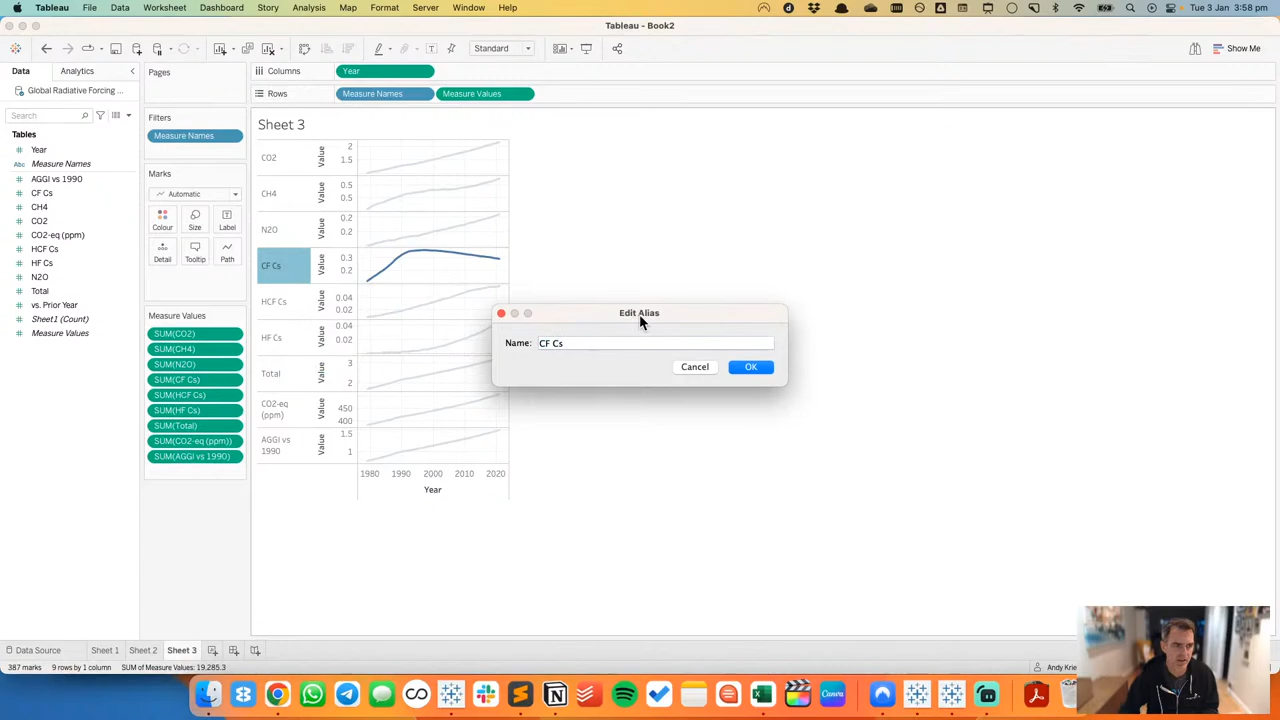 Tableau File Data Worksheet Dashboard Story Analysis Map Format Server Window Help Tue 3 Jan 3:58 pm
Tableau - Book2
Standard Show Me
Data Analytics Pages Columns Year
Global Radiative Forcing ... Rows Measure Names Measure Values
Search
Filters
Measure Names
Tables
Year
Abc Measure Names
AGGI vs 1990
CF Cs
CH4
CO2
CO2-eq (ppm)
HCF Cs
HF Cs
N2O
Total
vs. Prior Year
Sheet1 (Count)
Measure Values
Marks
Automatic
Colour Size Label
Detail Tooltip Path
Measure Values
SUM(CO2)
SUM(CH4)
SUM(N2O)
SUM(CF Cs)
SUM(HCF Cs)
SUM(HF Cs)
SUM(Total)
SUM(CO2-eq (ppm))
SUM(AGGI vs 1990)
Sheet 3
CO2 Value 2 1.5
CH4 Value 0.5 0.5
N2O Value 0.2 0.2
CF Cs Value 0.3 0.2
HCF Cs Value 0.04 0.02
HF Cs Value 0.04 0.02
Total Value 3 2
CO2-eq (ppm) Value 450 400
AGGI vs 1990 Value 1.5 1
1980 1990 2000 2010 2020
Year
Edit Alias
Name: CF Cs
Cancel OK
Data Source Sheet 1 Sheet 2 Sheet 3
387 marks 9 rows by 1 column SUM of Measure Values: 19,285.3 Andy Krie
Canva